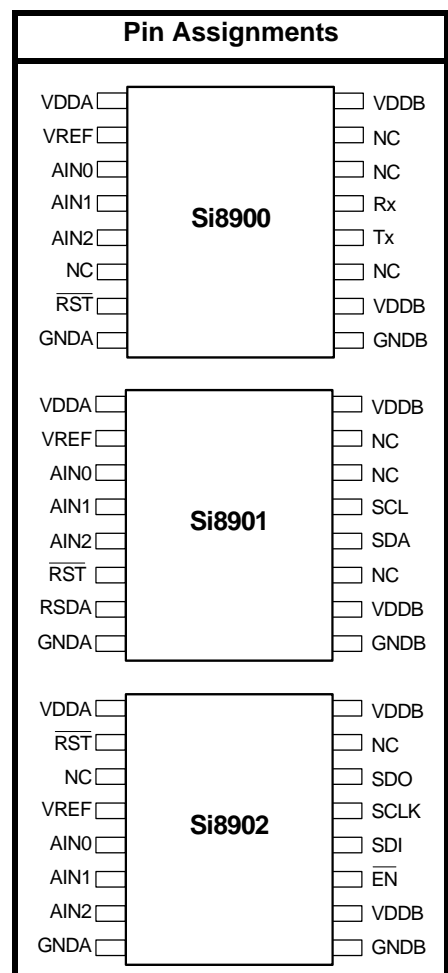 Pin Assignments
VDDA VDDB
VREF NC
AIN0 NC
AIN1 Rx
Si8900
AIN2 Tx
NC NC
RST VDDB
GNDA GNDB
VDDA VDDB
VREF NC
AIN0 NC
AIN1 SCL
Si8901
AIN2 SDA
RST NC
RSDA VDDB
GNDA GNDB
VDDA VDDB
RST NC
NC SDO
VREF SCLK
Si8902
AIN0 SDI
AIN1 EN
AIN2 VDDB
GNDA GNDB